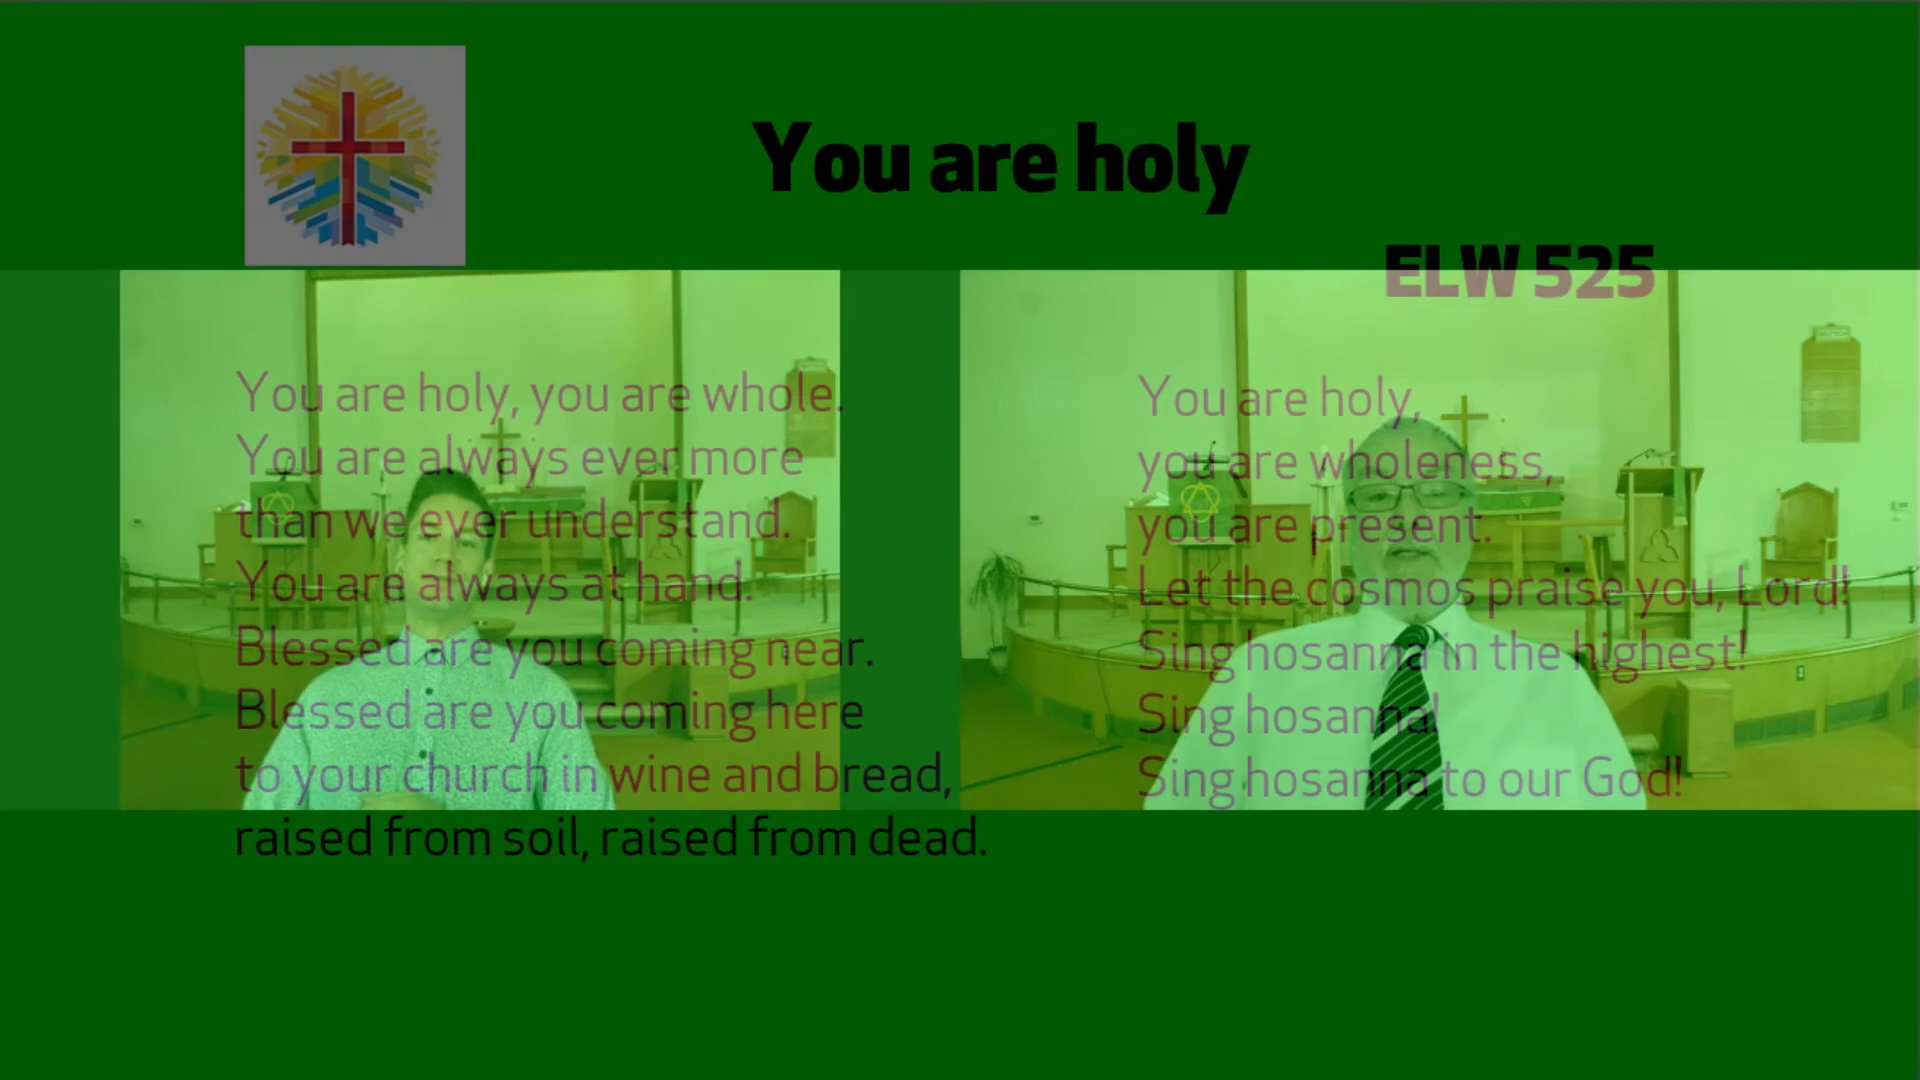 You are holy
ELW 525
You are holy, you are whole.
You are always ever more
than we ever understand.
You are always at hand.
Blessed are you coming near.
Blessed are you coming here
to your church in wine and bread,
raised from soil, raised from dead.
You are holy,
you are wholeness,
you are present.
Let the cosmos praise you, Lord!
Sing hosanna in the highest!
Sing hosanna!
Sing hosanna to our God!